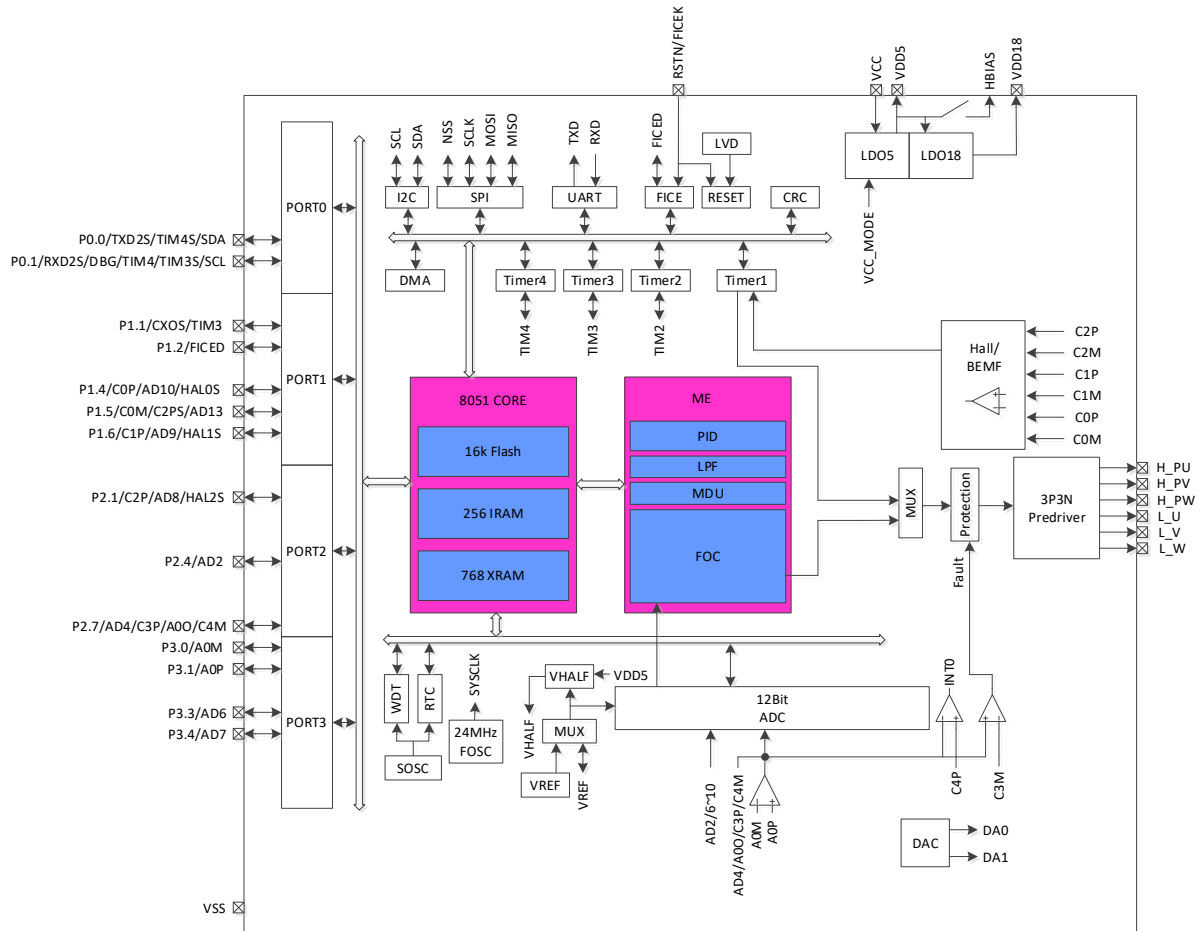 RSTN/FICEK
VCC
VDD5
HBIAS
VDD18
SCL
SDA
NSS
SCLK
MOSI
MISO
TXD
RXD
FICED
LVD
LDO5
LDO18
I2C
SPI
UART
FICE
RESET
CRC
VCC_MODE
PORT0
P0.0/TXD2S/TIM4S/SDA
P0.1/RXD2S/DBG/TIM4/TIM3S/SCL
DMA
Timer4
Timer3
Timer2
Timer1
TIM4
TIM3
TIM2
P1.1/CXOS/TIM3
P1.2/FICED
PORT1
P1.4/C0P/AD10/HAL0S
P1.5/C0M/C2PS/AD13
P1.6/C1P/AD9/HAL1S
Hall/
BEMF
C2P
C2M
C1P
C1M
C0P
C0M
8051 CORE
16k Flash
256 IRAM
768 XRAM
ME
PID
LPF
MDU
FOC
MUX
Protection
Fault
3P3N
Predriver
H_PU
H_PV
H_PW
L_U
L_V
L_W
P2.1/C2P/AD8/HAL2S
PORT2
P2.4/AD2
P2.7/AD4/C3P/A0O/C4M
P3.0/A0M
P3.1/A0P
P3.3/AD6
P3.4/AD7
PORT3
WDT
RTC
SOSC
SYSCLK
24MHz
FOSC
VHALF
VDD5
VHALF
MUX
VREF
VREF
12Bit
ADC
INT0
AD2/6~10
AD4/A0O/C3P/C4M
A0M
A0P
C4P
C3M
DAC
DA0
DA1
VSS